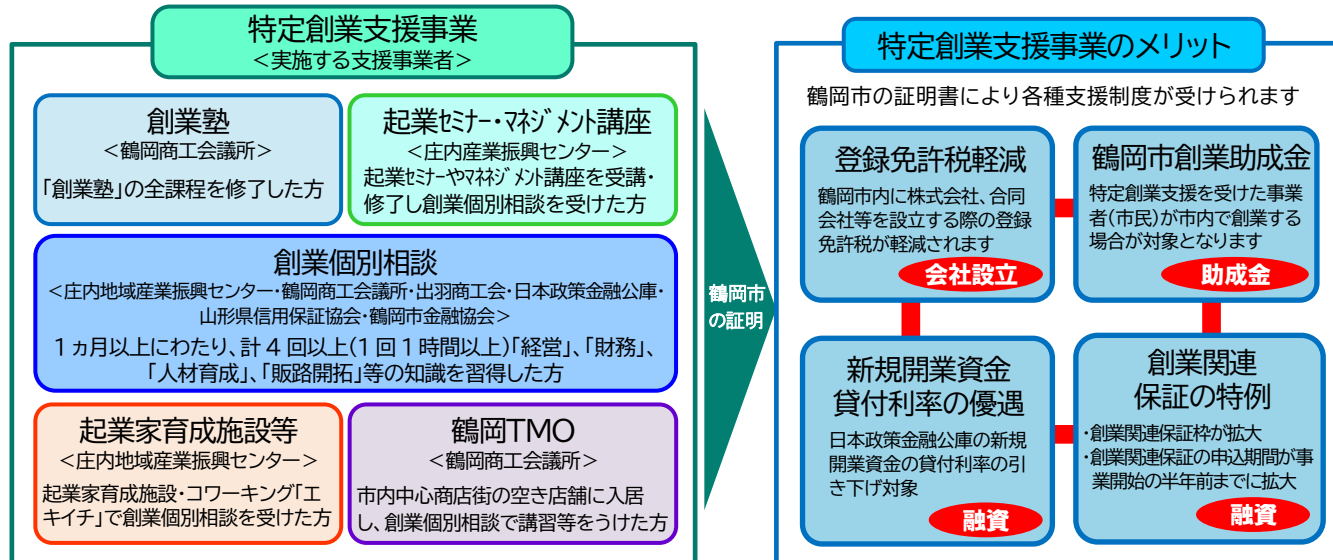 特定創業支援事業
<実施する支援事業者>
創業塾
<鶴岡商工会議所>
「創業塾」の全課程を修了した方
起業ｾﾐﾅｰ・ﾏﾈｼﾞﾒﾝﾄ講座
<庄内産業振興センター>
起業ｾﾐﾅｰやﾏﾈｼﾞﾒﾝﾄ講座を受講・
修了し創業個別相談を受けた方
創業個別相談
<庄内地域産業振興センター・鶴岡商工会議所・出羽商工会・日本政策金融公庫・
山形県信用保証協会・鶴岡市金融協会>
１ヵ月以上にわたり、計４回以上(１回１時間以上)「経営」、「財務」、
「人材育成」、「販路開拓」等の知識を習得した方
起業家育成施設等
<庄内地域産業振興センター>
起業家育成施設・コワーキング「エ
キイチ」で創業個別相談を受けた方
鶴岡TMO
<鶴岡商工会議所>
市内中心商店街の空き店舗に入居
し、創業個別相談で講習等をうけた方
鶴岡市
の証明
特定創業支援事業のメリット
鶴岡市の証明書により各種支援制度が受けられます
登録免許税軽減
鶴岡市内に株式会社、合同
会社等を設立する際の登録
免許税が軽減されます
会社設立
鶴岡市創業助成金
特定創業支援を受けた事業
者(市民)が市内で創業する
場合が対象となります
助成金
新規開業資金
貸付利率の優遇
日本政策金融公庫の新規
開業資金の貸付利率の引
き下げ対象
融資
創業関連
保証の特例
・創業関連保証枠が拡大
・創業関連保証の申込期間が事
業開始の半年前までに拡大
融資